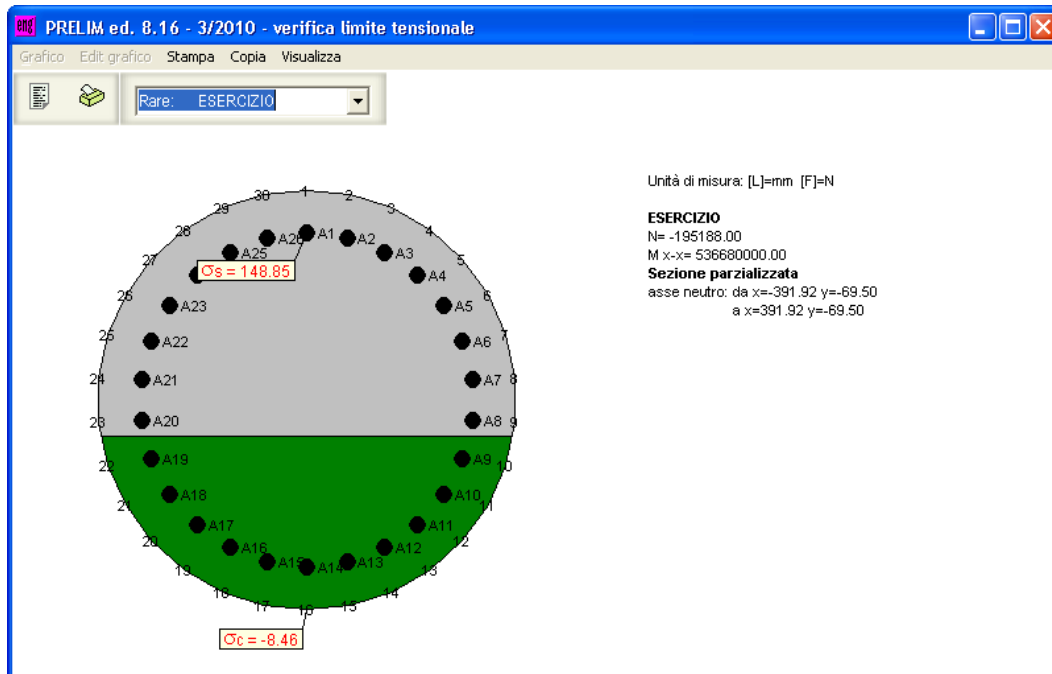 PRELIM ed. 8.16 - 3/2010 - verifica limite tensionale
Grafico Edit grafico Stampa Copia Visualizza
Rare: ESERCIZIO
Unità di misura: [L]=mm [F]=N
ESERCIZIO
N= -195188.00
M x-x= 536680000.00
Sezione parzializzata
asse neutro: da x=-391.92 y=-69.50
a x=391.92 y=-69.50
30 1 2
29 3
28 A26 A1 A2 4
A25 A3
27 σs = 148.85 A4 5
26 A23 A5 6
25 A22 A6 7
24 A21 A7 8
23 A20 A8 9
22 A19 A9 10
21 A18 A10 11
20 A17 A11 12
A16 A15 A14 A13 A12
19 13
18 14
17 16 15
σc = -8.46